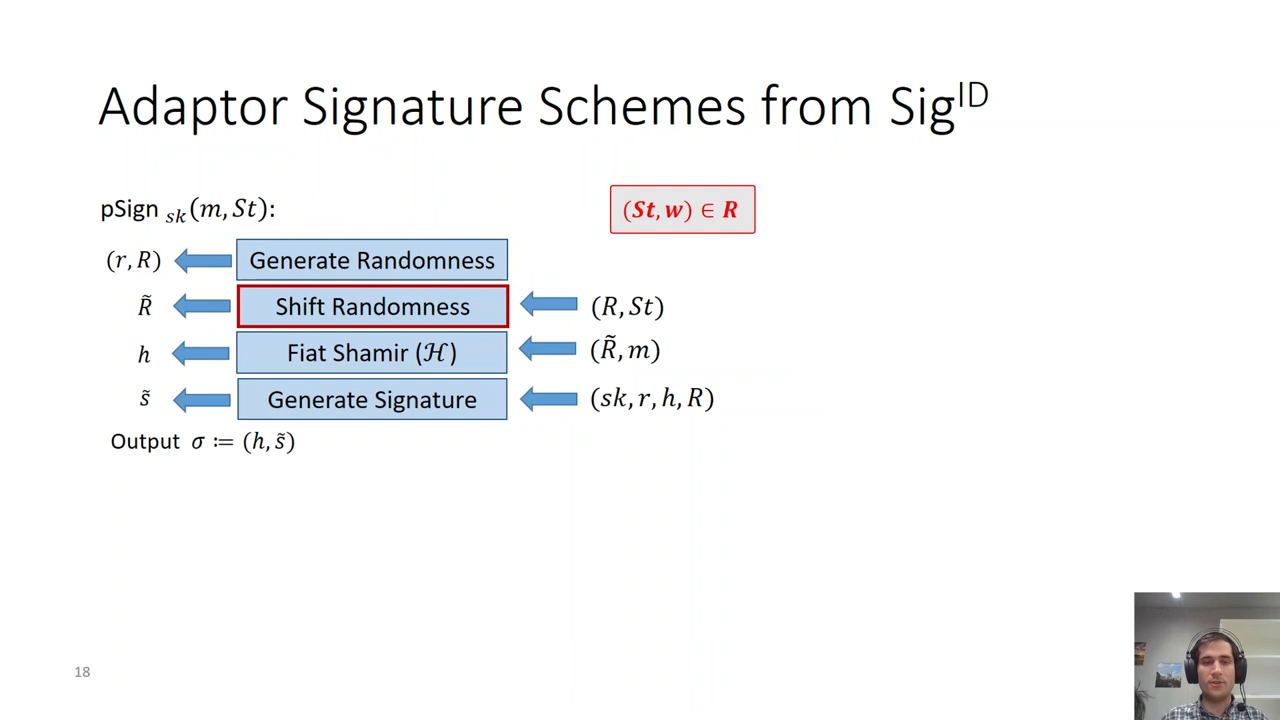 Adaptor Signature Schemes from Sig^ID
pSign _sk(m, St):
(St, w) ∈ R
(r, R) Generate Randomness
R̃ Shift Randomness (R, St)
h Fiat Shamir (ℋ) (R̃, m)
s̃ Generate Signature (sk, r, h, R)
Output σ ≔ (h, s̃)
18